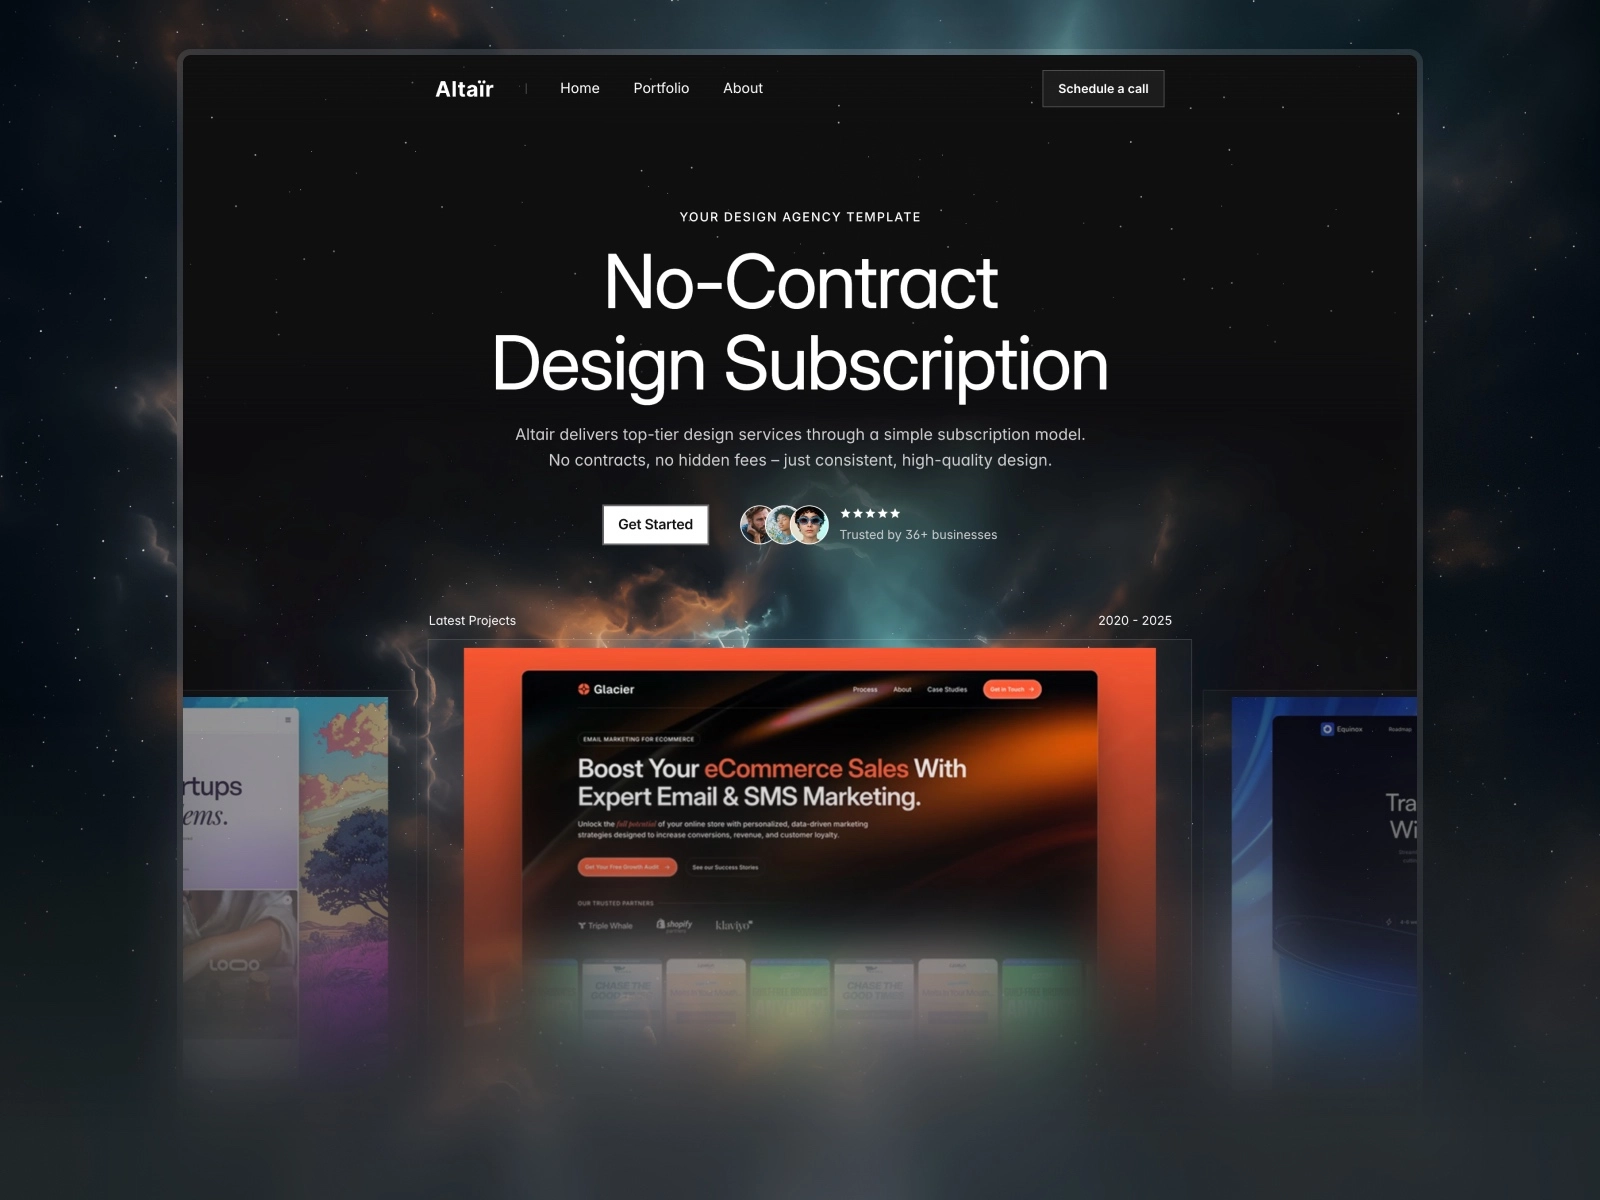 Altaïr
Home
Portfolio
About
Schedule a call
YOUR DESIGN AGENCY TEMPLATE
No-Contract
Design Subscription
Altair delivers top-tier design services through a simple subscription model.
No contracts, no hidden fees – just consistent, high-quality design.
Get Started
Trusted by 36+ businesses
Latest Projects
2020 - 2025
Glacier
Process
About
Case Studies
Get in Touch
EMAIL MARKETING FOR ECOMMERCE
Boost Your eCommerce Sales With
Expert Email & SMS Marketing.
Unlock the full potential of your online store with personalized, data-driven marketing
strategies designed to increase conversions, revenue, and customer loyalty.
Get Your Free Growth Audit
See our Success Stories
OUR TRUSTED PARTNERS
Triple Whale
shopify
klaviyo
CHASE THE
GOOD TIMES
CHASE THE
GOOD TIMES
rtups
ems.
Equinox
Roadmap
Tra
Wi